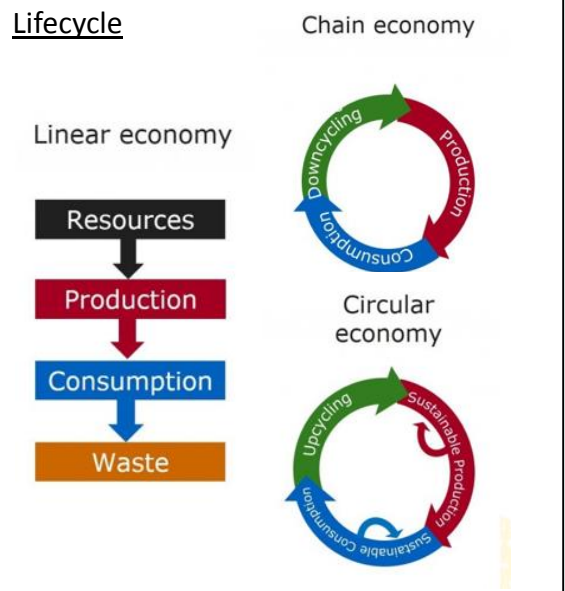 Lifecycle
Chain economy
Linear economy
Downcycling
Production
Consumption
Resources
Production
Consumption
Waste
Circular
economy
Upcycling
Sustainable Production
Sustainable Consumption